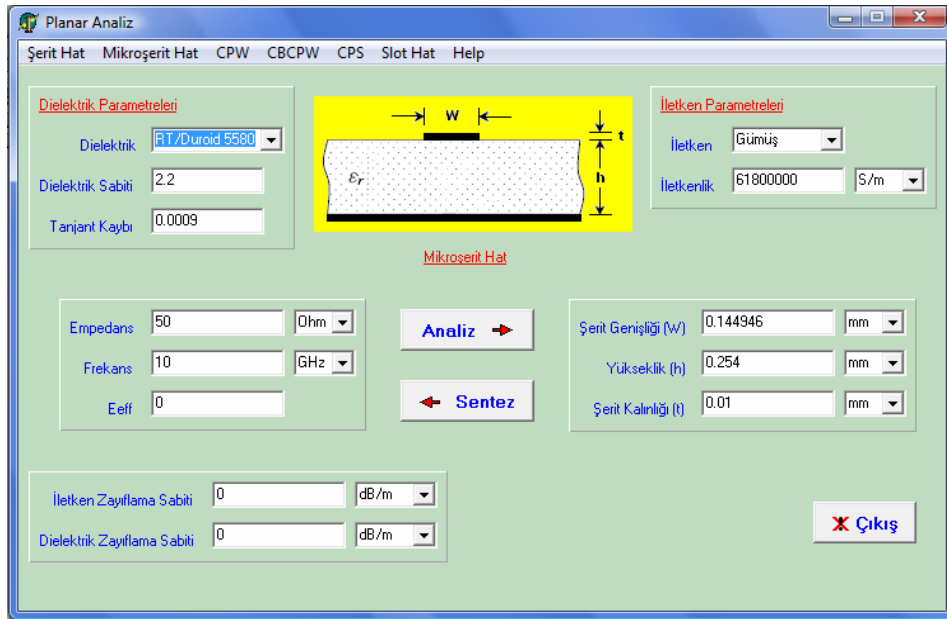 Planar Analiz
Şerit Hat Mikroşerit Hat CPW CBCPW CPS Slot Hat Help
Dielektrik Parametreleri
Dielektrik RT/Duroid 5580
Dielektrik Sabiti 2.2
Tanjant Kaybı 0.0009
W
t
h
εr
Mikroşerit Hat
İletken Parametreleri
İletken Gümüş
İletkenlik 61800000 S/m
Empedans 50 Ohm
Frekans 10 GHz
Eeff 0
Analiz
Sentez
Şerit Genişliği (W) 0.144946 mm
Yükseklik (h) 0.254 mm
Şerit Kalınlığı (t) 0.01 mm
İletken Zayıflama Sabiti 0 dB/m
Dielektrik Zayıflama Sabiti 0 dB/m
Çıkış